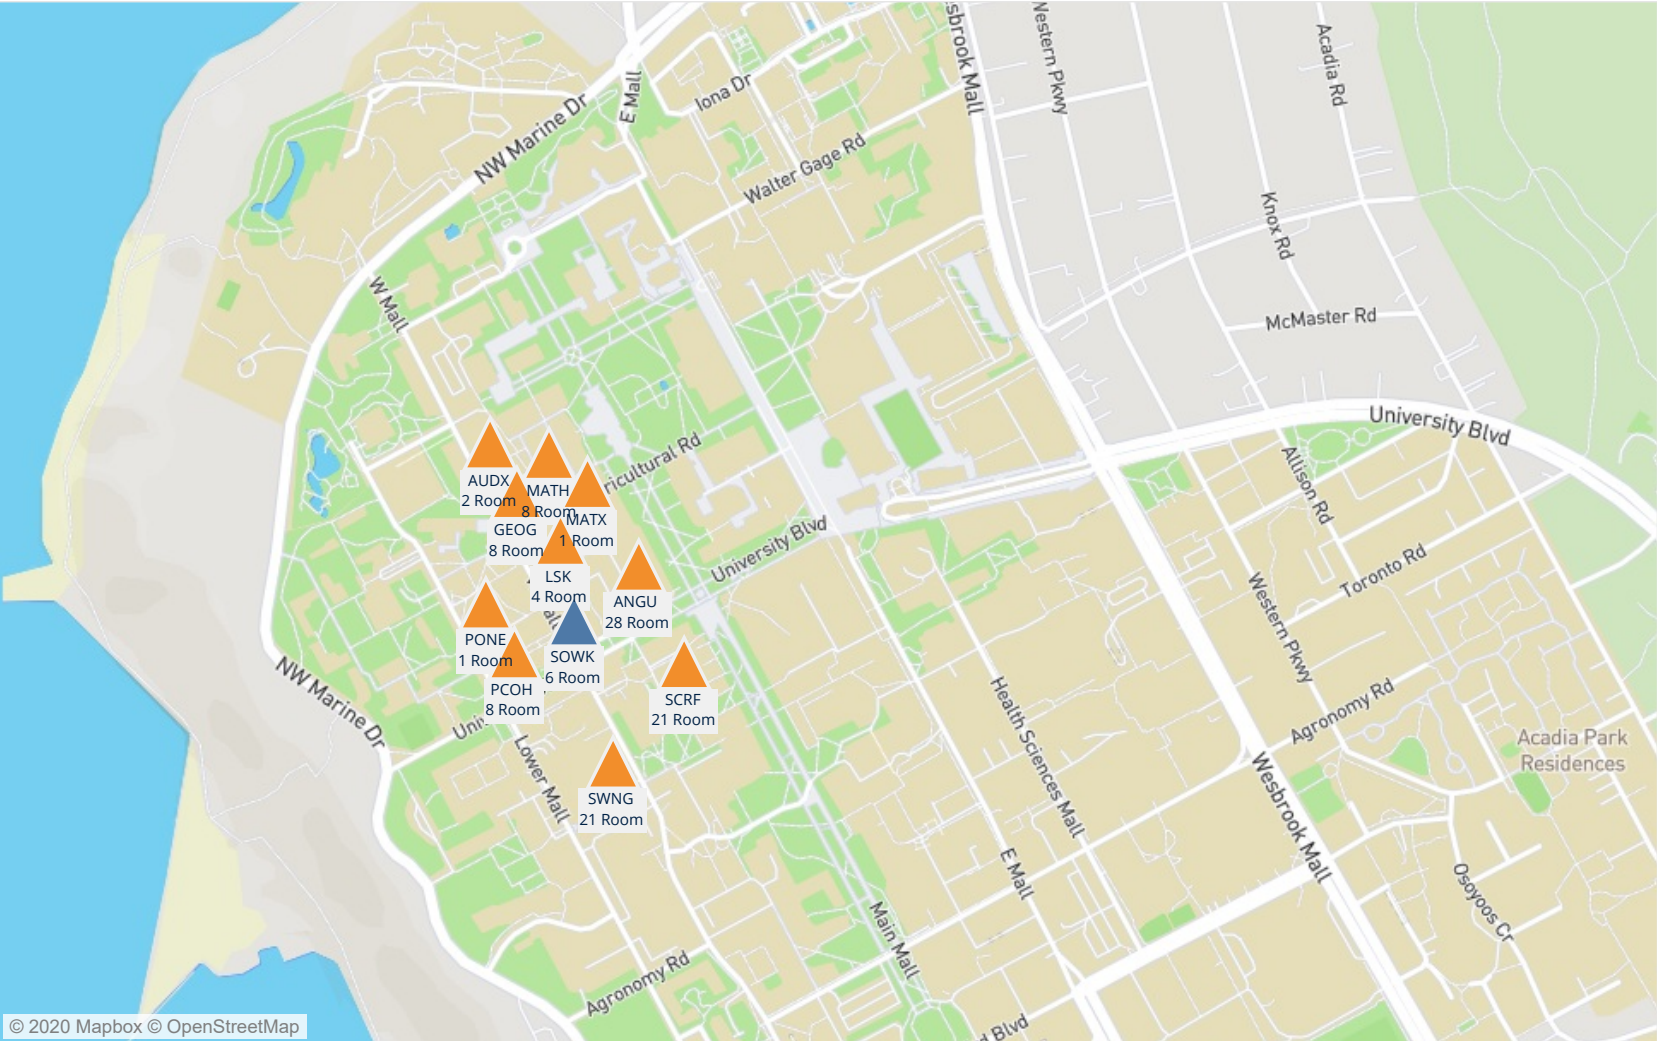 sbrook Mall
Western Pkwy
Acadia Rd
E Mall
Iona Dr
NW Marine Dr
Walter Gage Rd
Knox Rd
W Mall
McMaster Rd
University Blvd
ricultural Rd
Allison Rd
AUDX
2 Room
MATH
8 Room
MATX
1 Room
GEOG
8 Room
University Blvd
Toronto Rd
LSK
4 Room
ANGU
28 Room
Western Pkwy
all
PONE
1 Room
SOWK
6 Room
PCOH
8 Room
SCRF
21 Room
NW Marine Dr
Uni
Health Sciences Mall
Agronomy Rd
Acadia Park
Residences
Lower Mall
SWNG
21 Room
Wesbrook Mall
E Mall
Osoyoos Cr
Main Mall
Agronomy Rd
d Blvd
© 2020 Mapbox © OpenStreetMap